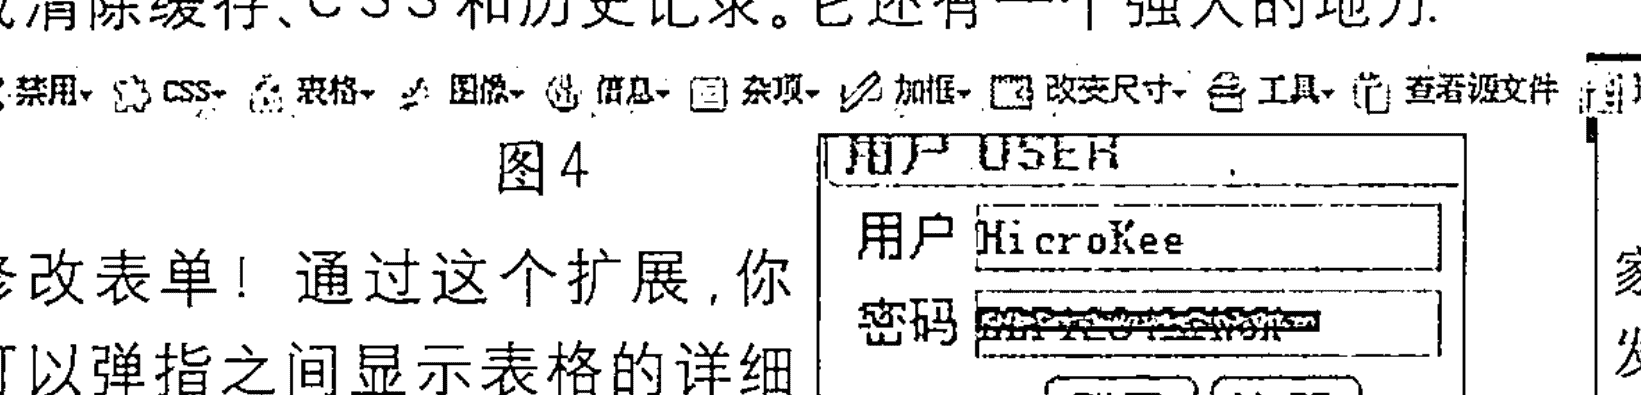 清除缓存、CSS和历史记录。它还有一个强大的地方.
禁用 CSS 表格 图像 信息 杂项 加框 改变尺寸 工具 查看源文件
图4
用户 USER
用户 HicroKee
密码
修改表单! 通过这个扩展,你
可以弹指之间显示表格的详细
家
发